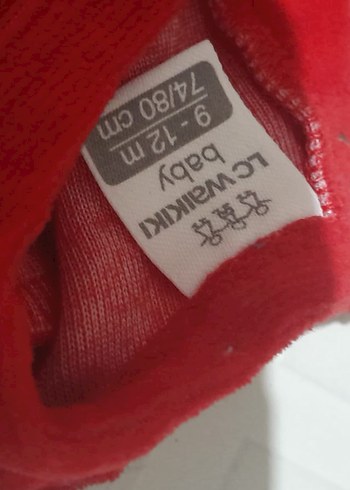 LC WAIKIKI
baby
9 - 12 m
74/80 cm